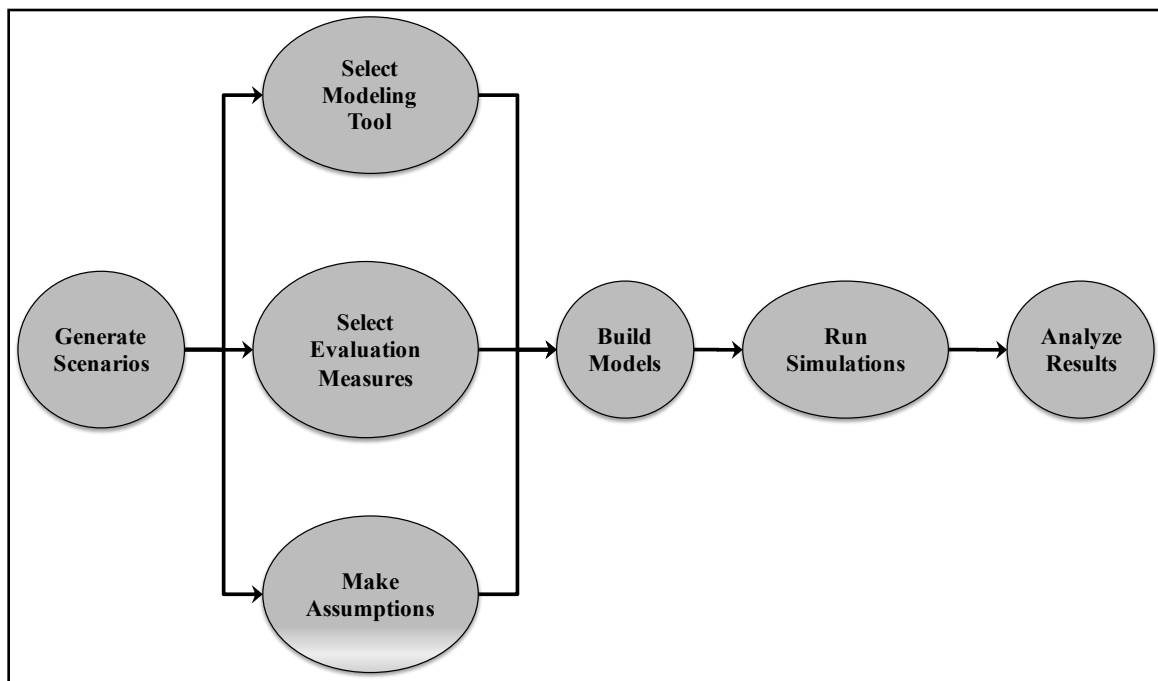 Generate
Scenarios
Select
Modeling
Tool
Select
Evaluation
Measures
Make
Assumptions
Build
Models
Run
Simulations
Analyze
Results